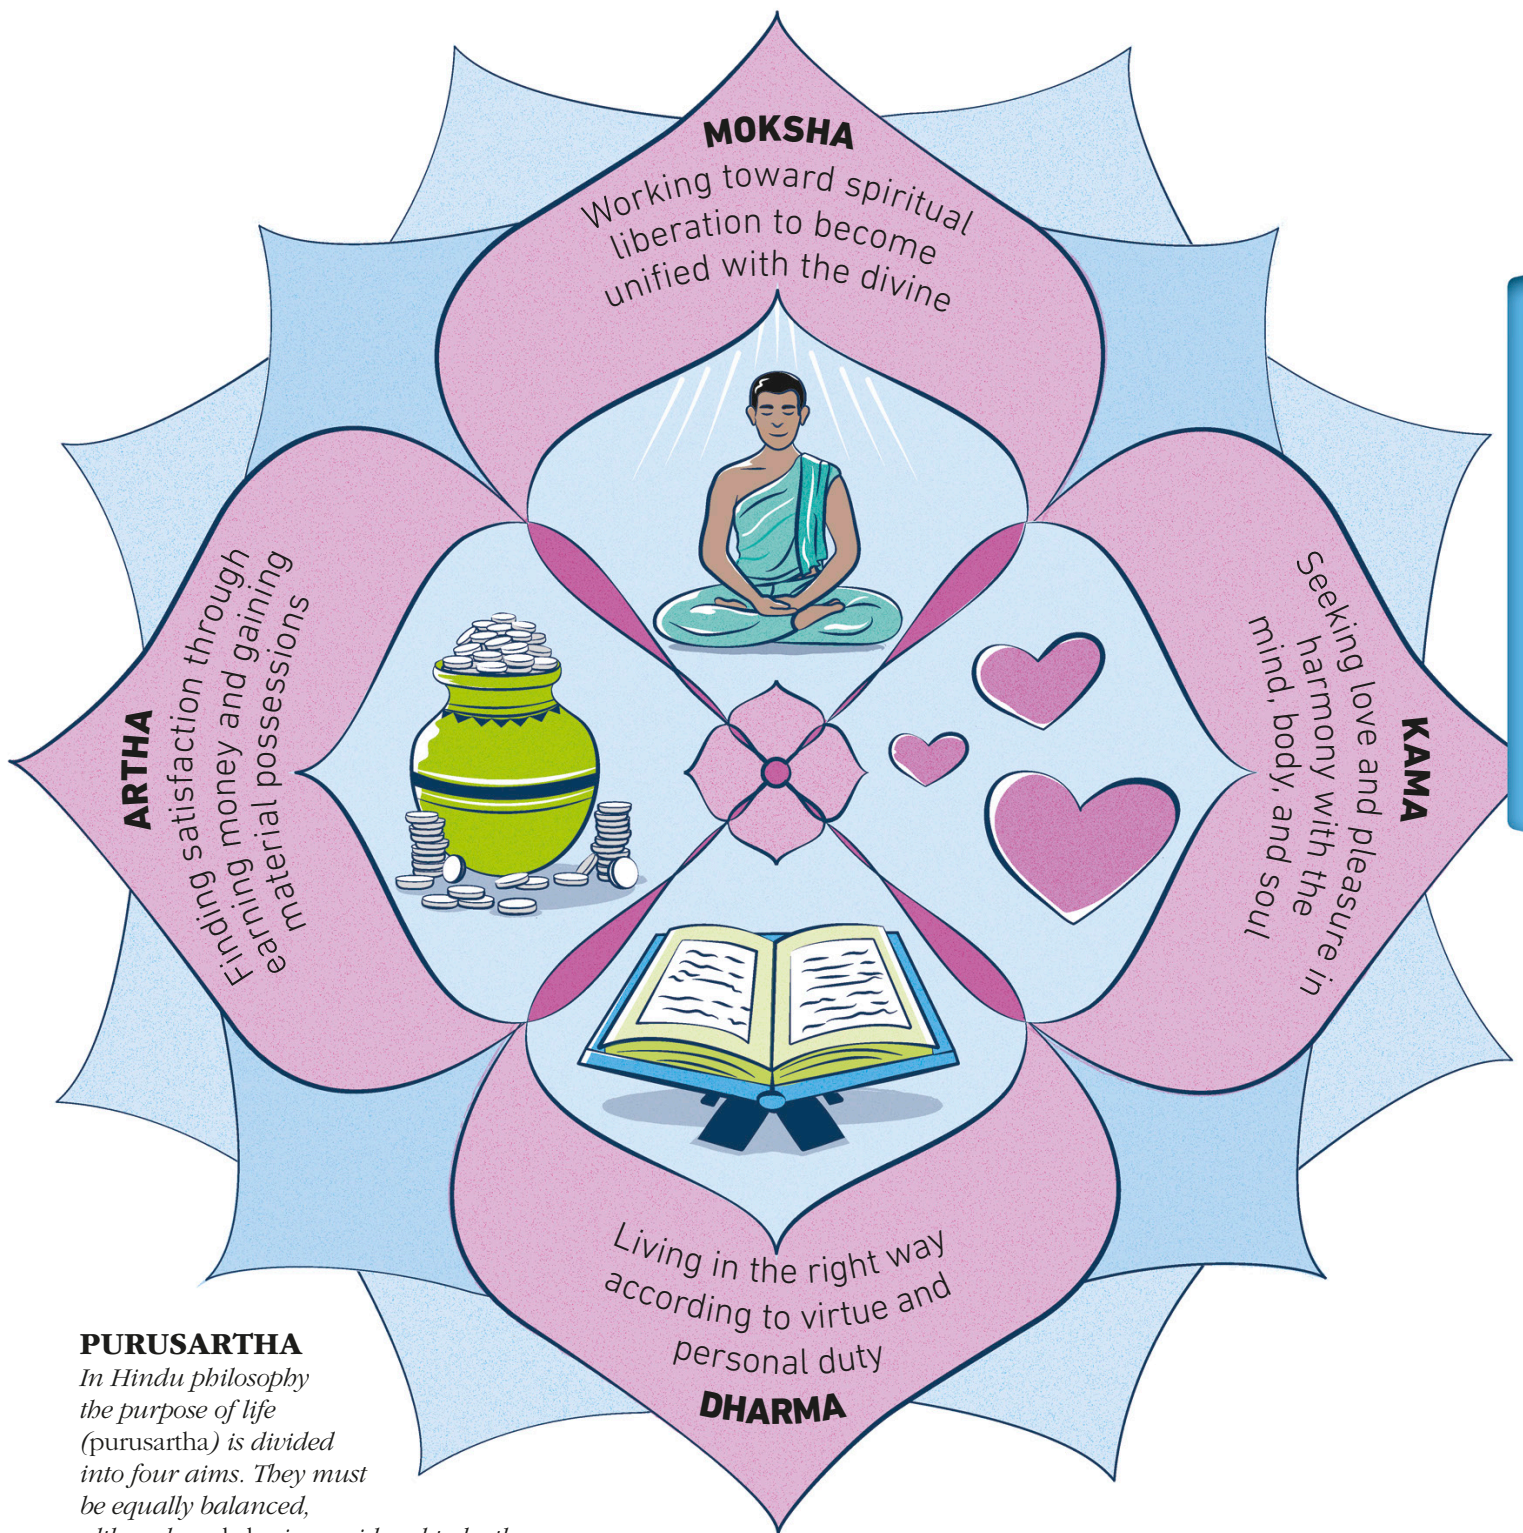 MOKSHA
Working toward spiritual
liberation to become
unified with the divine
ARTHA
Finding satisfaction through
earning money and gaining
material possessions
KAMA
Seeking love and pleasure in
harmony with the
mind, body, and soul
Living in the right way
according to virtue and
personal duty
DHARMA
PURUSARTHA
In Hindu philosophy
the purpose of life
(purusartha) is divided
into four aims. They must
be equally balanced,